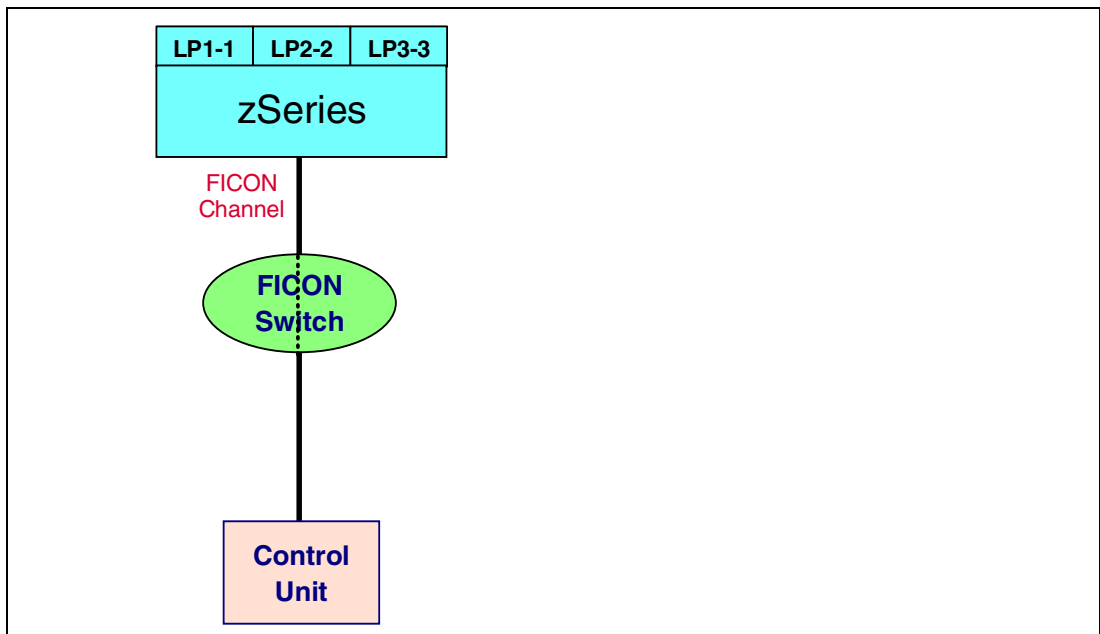 LP1-1 LP2-2 LP3-3
zSeries
FICON
Channel
FICON
Switch
Control
Unit